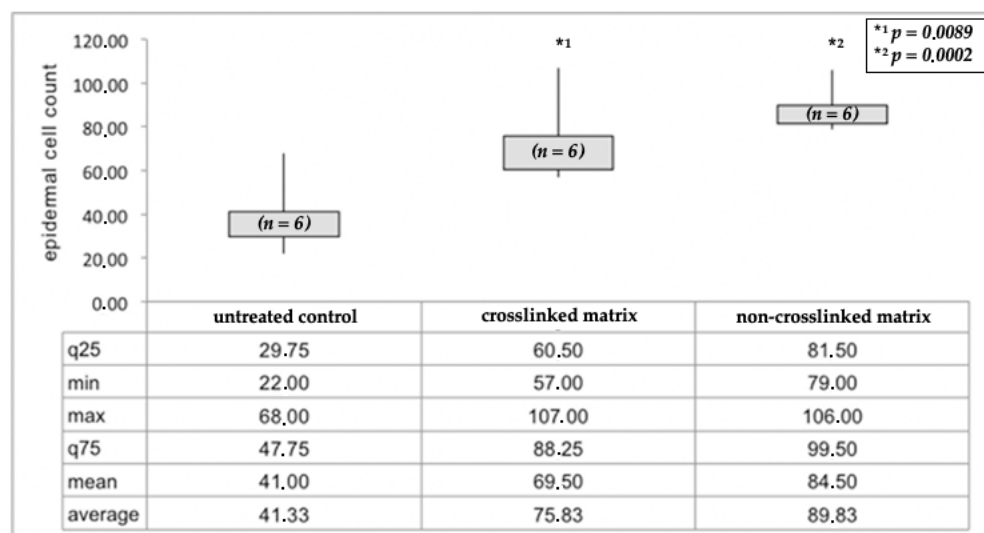 *1 p = 0.0089
*2 p = 0.0002
epidermal cell count
120.00
100.00
80.00
60.00
40.00
20.00
0.00
*1
*2
(n = 6)
(n = 6)
(n = 6)
untreated control crosslinked matrix non-crosslinked matrix
q25 29.75 60.50 81.50
min 22.00 57.00 79.00
max 68.00 107.00 106.00
q75 47.75 88.25 99.50
mean 41.00 69.50 84.50
average 41.33 75.83 89.83